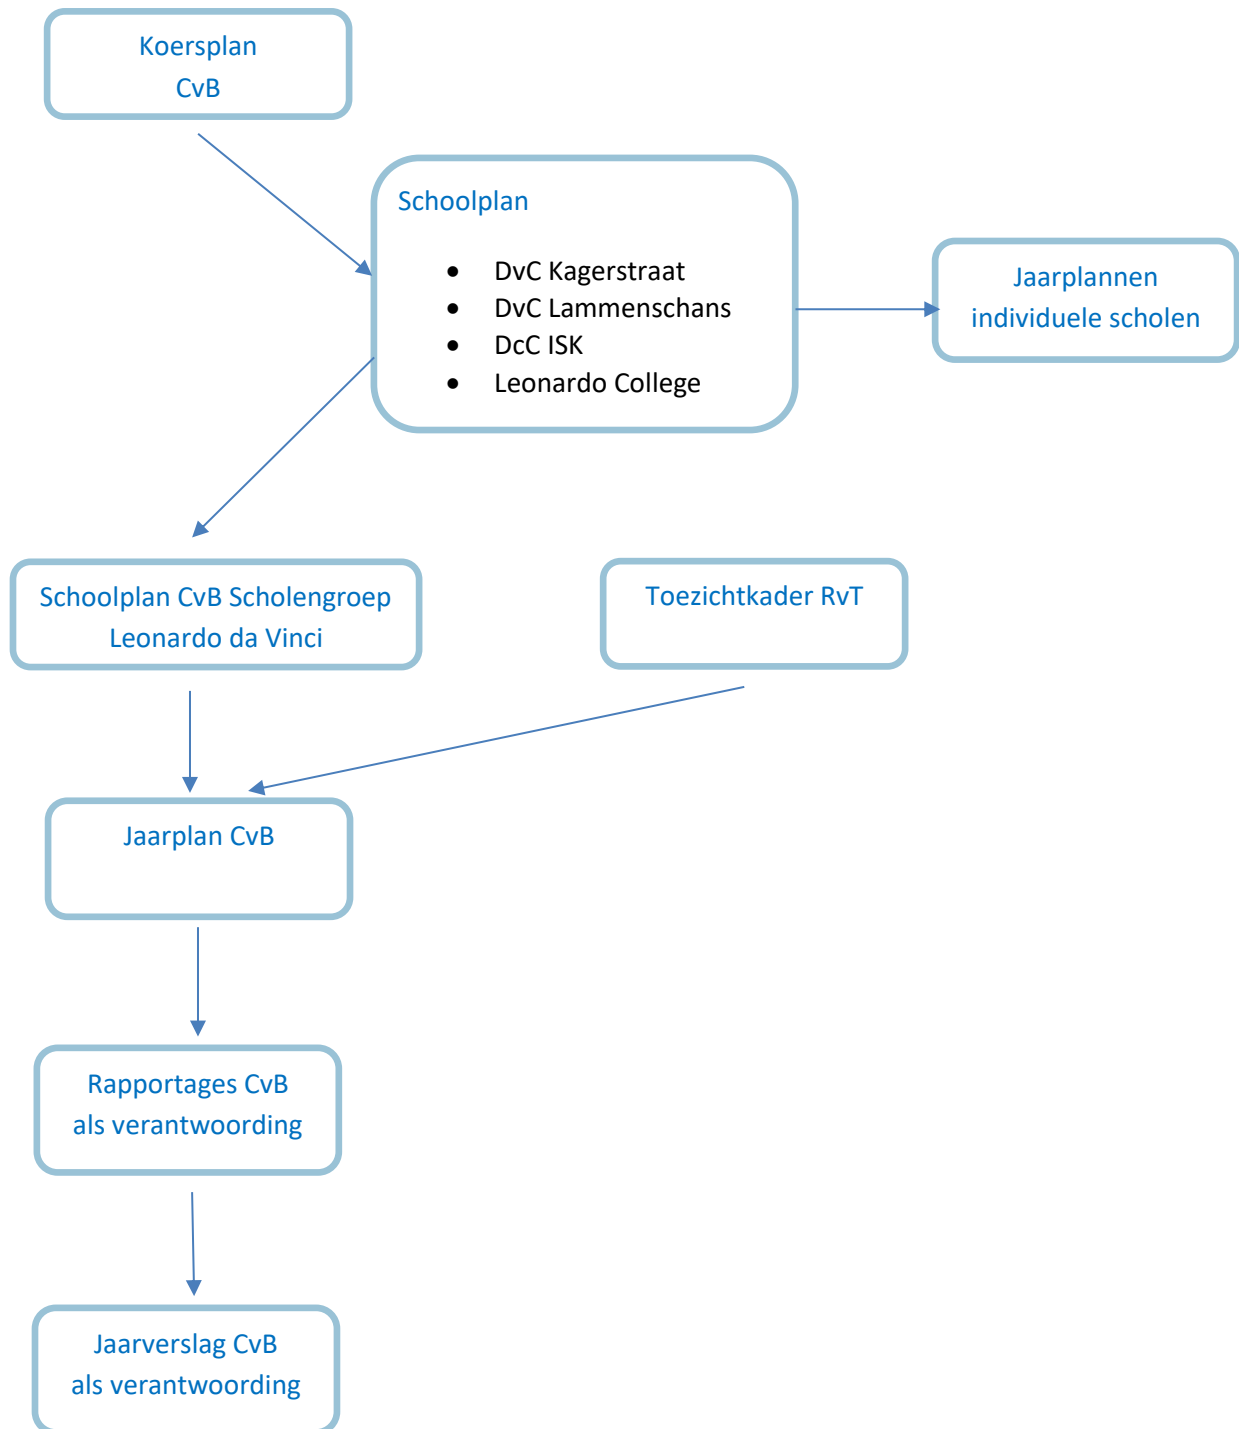 Koersplan
CvB
Schoolplan
• DvC Kagerstraat
• DvC Lammenschans
• DcC ISK
• Leonardo College
Jaarplannen
individuele scholen
Schoolplan CvB Scholengroep
Leonardo da Vinci
Toezichtkader RvT
Jaarplan CvB
Rapportages CvB
als verantwoording
Jaarverslag CvB
als verantwoording